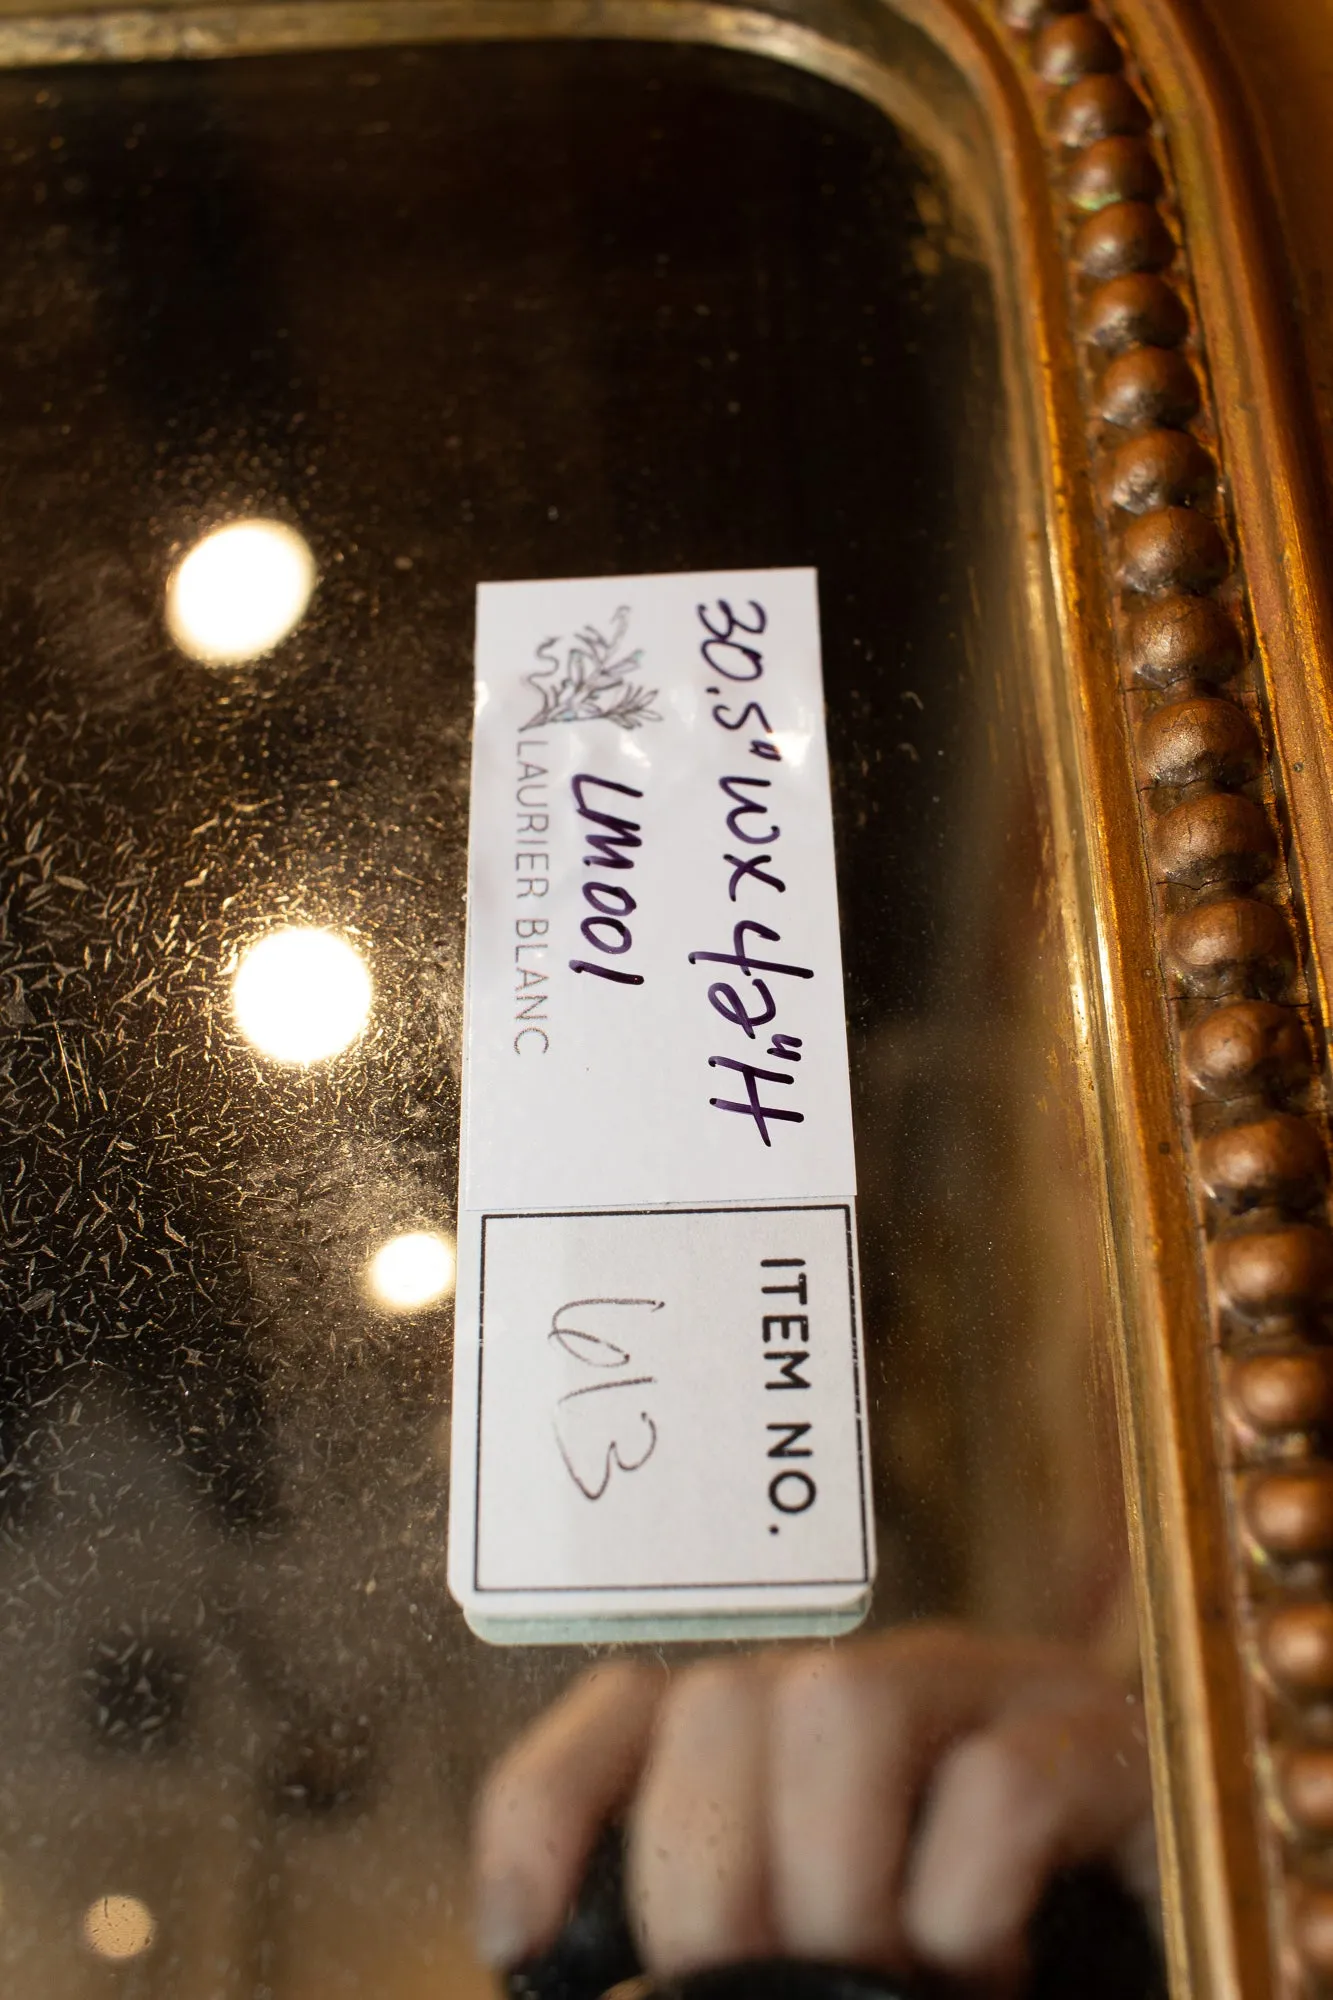 30.5" W X 42" H
LM001
LAURIER BLANC
ITEM NO.
613